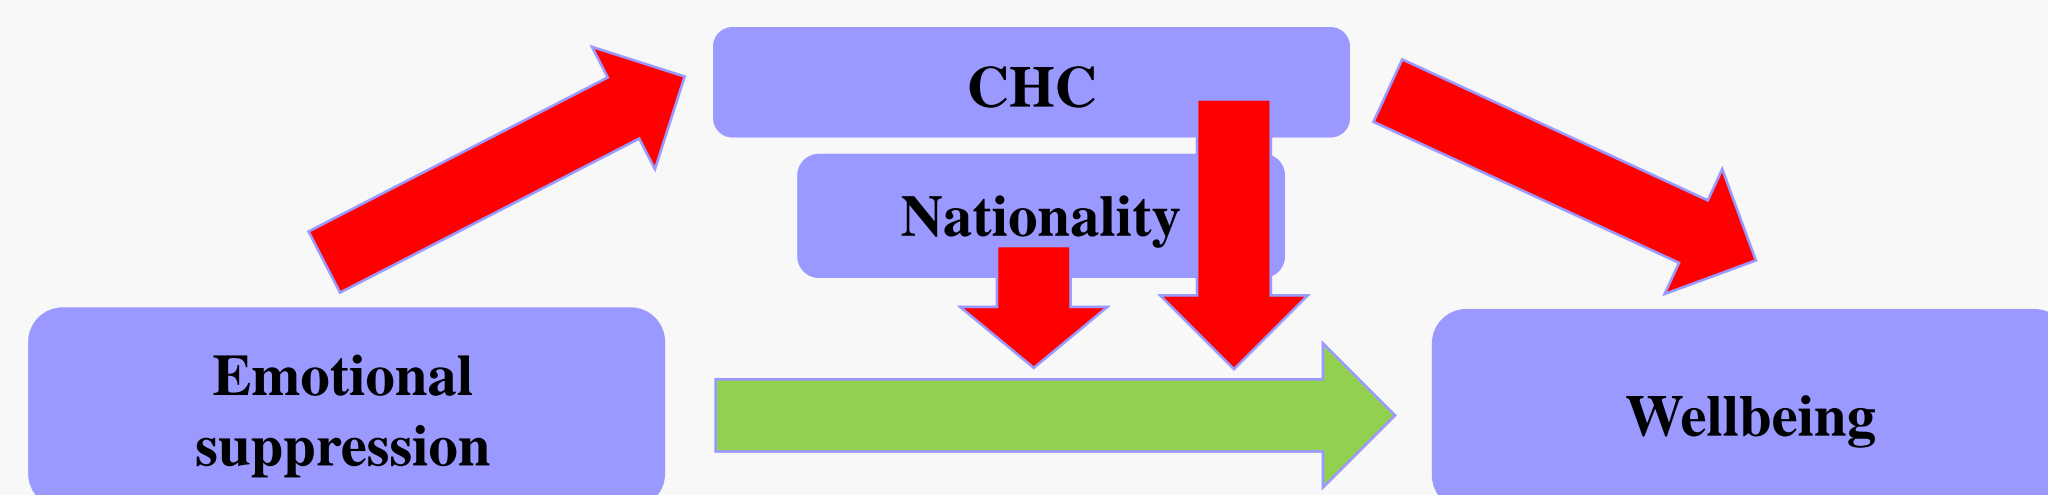 CHC
Nationality
Emotional
suppression
Wellbeing